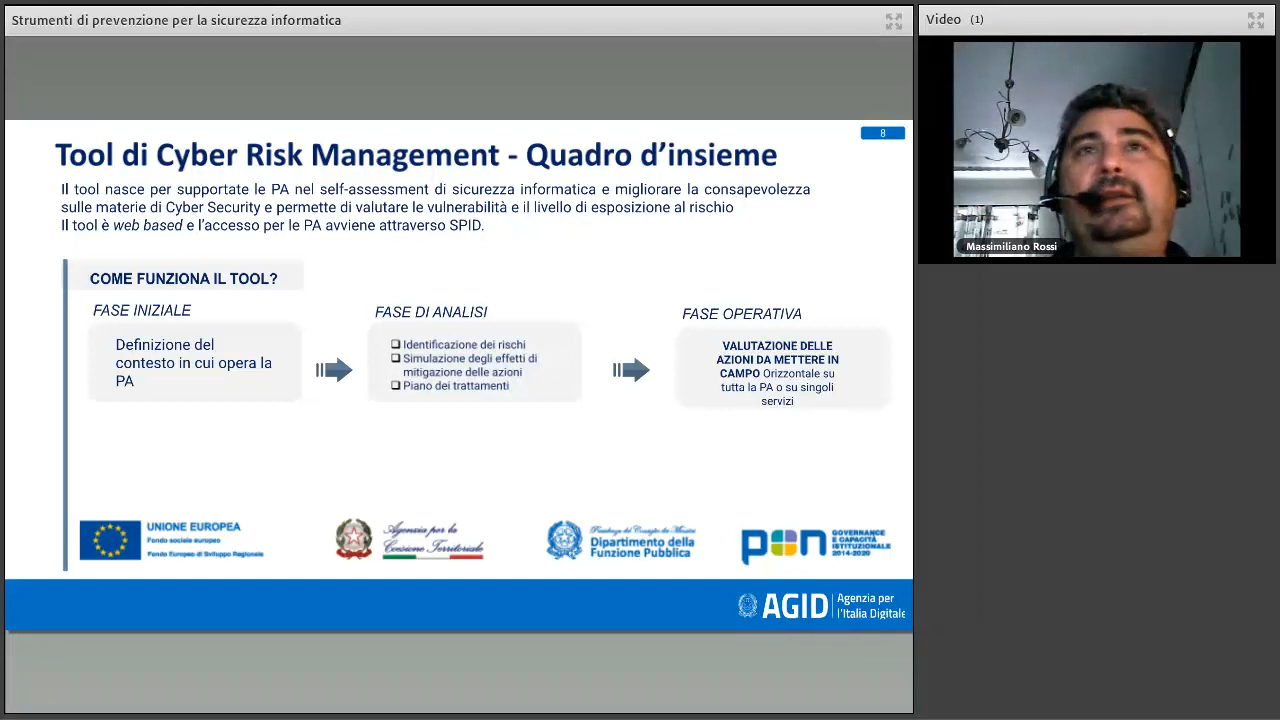 Strumenti di prevenzione per la sicurezza informatica
Video (1)
Massimiliano Rossi
8
Tool di Cyber Risk Management - Quadro d'insieme
Il tool nasce per supportate le PA nel self-assessment di sicurezza informatica e migliorare la consapevolezza
sulle materie di Cyber Security e permette di valutare le vulnerabilità e il livello di esposizione al rischio
Il tool è web based e l'accesso per le PA avviene attraverso SPID.
COME FUNZIONA IL TOOL?
FASE INIZIALE
Definizione del
contesto in cui opera la
PA
FASE DI ANALISI
❑ Identificazione dei rischi
❑ Simulazione degli effetti di
mitigazione delle azioni
❑ Piano dei trattamenti
FASE OPERATIVA
VALUTAZIONE DELLE
AZIONI DA METTERE IN
CAMPO Orizzontale su
tutta la PA o su singoli
servizi
UNIONE EUROPEA
Fondo sociale europeo
Fondo Europeo di Sviluppo Regionale
Agenzia per la
Coesione Territoriale
Presidenza del Consiglio dei Ministri
Dipartimento della
Funzione Pubblica
pon
GOVERNANCE
E CAPACITÀ
ISTITUZIONALE
2014-2020
AGID
Agenzia per
l'Italia Digitale